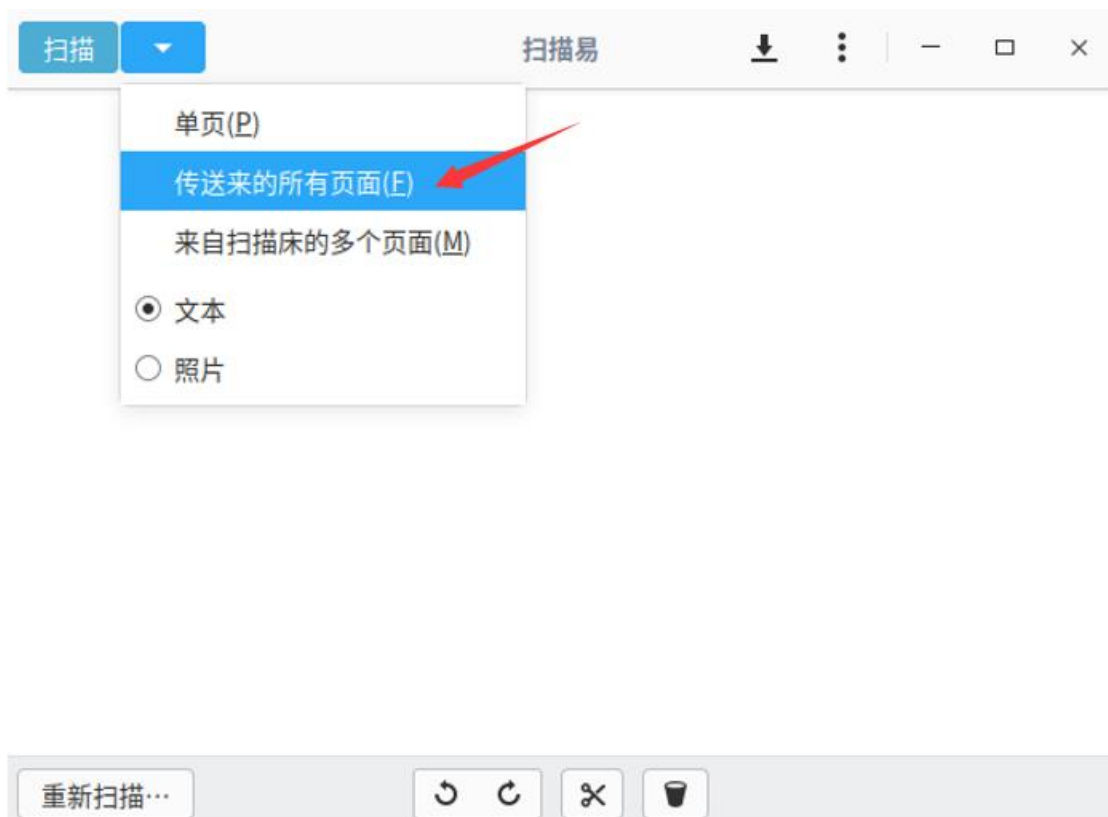 扫描
扫描易
单页(P)
传送来的所有页面(F)
来自扫描床的多个页面(M)
文本
照片
重新扫描…